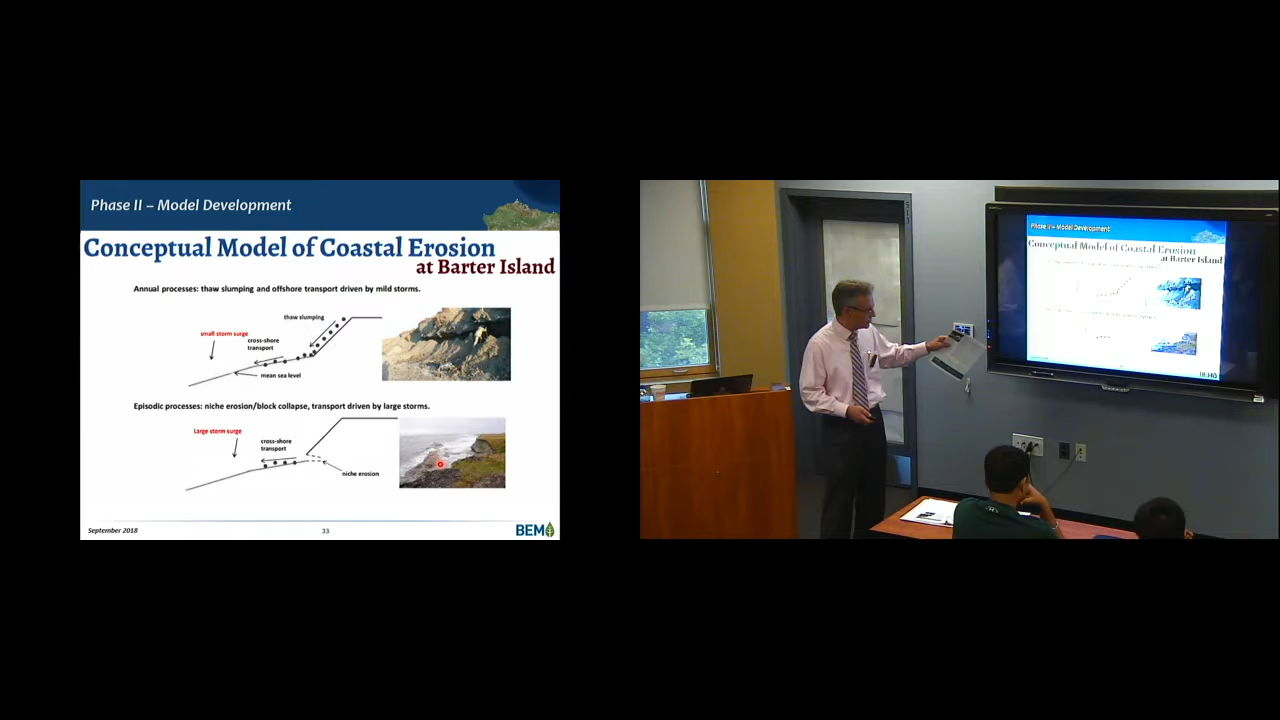 Phase II – Model Development
Conceptual Model of Coastal Erosion
at Barter Island
Annual processes: thaw slumping and offshore transport driven by mild storms.
thaw slumping
small storm surge
cross-shore
transport
mean sea level
Episodic processes: niche erosion/block collapse, transport driven by large storms.
Large storm surge
cross-shore
transport
niche erosion
September 2018
33
BEM
Phase II – Model Development
Conceptual Model of Coastal Erosion
at Barter Island